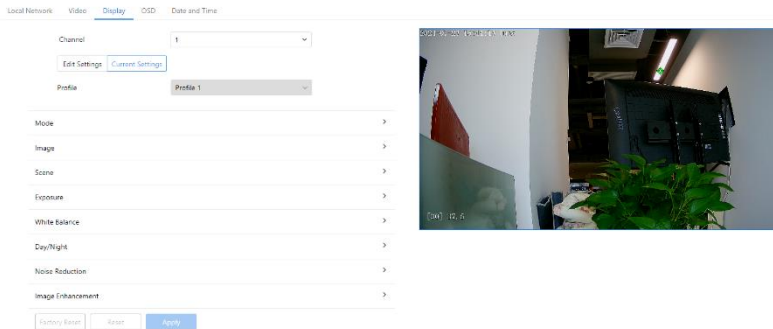 Local Network Video Display OSD Date and Time
Channel 1
Edit Settings Current Settings
Profile Profile 1
Mode
Image
Scene
Exposure
White Balance
Day/Night
Noise Reduction
Image Enhancement
Factory Reset Reset Apply